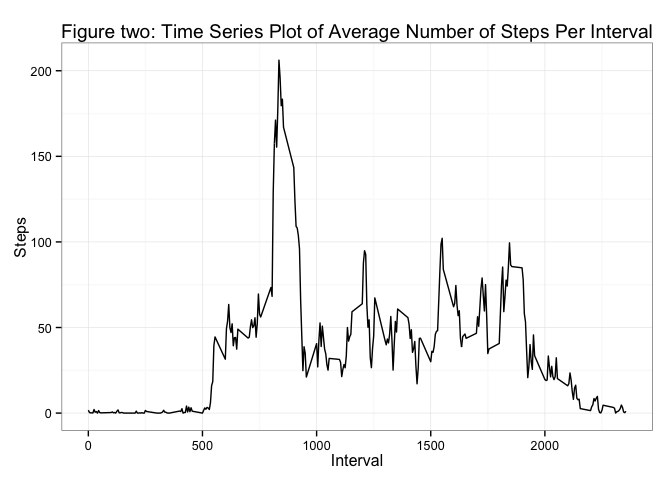 Figure two: Time Series Plot of Average Number of Steps Per Interval
200
150
100
50
0
Steps
0 500 1000 1500 2000
Interval